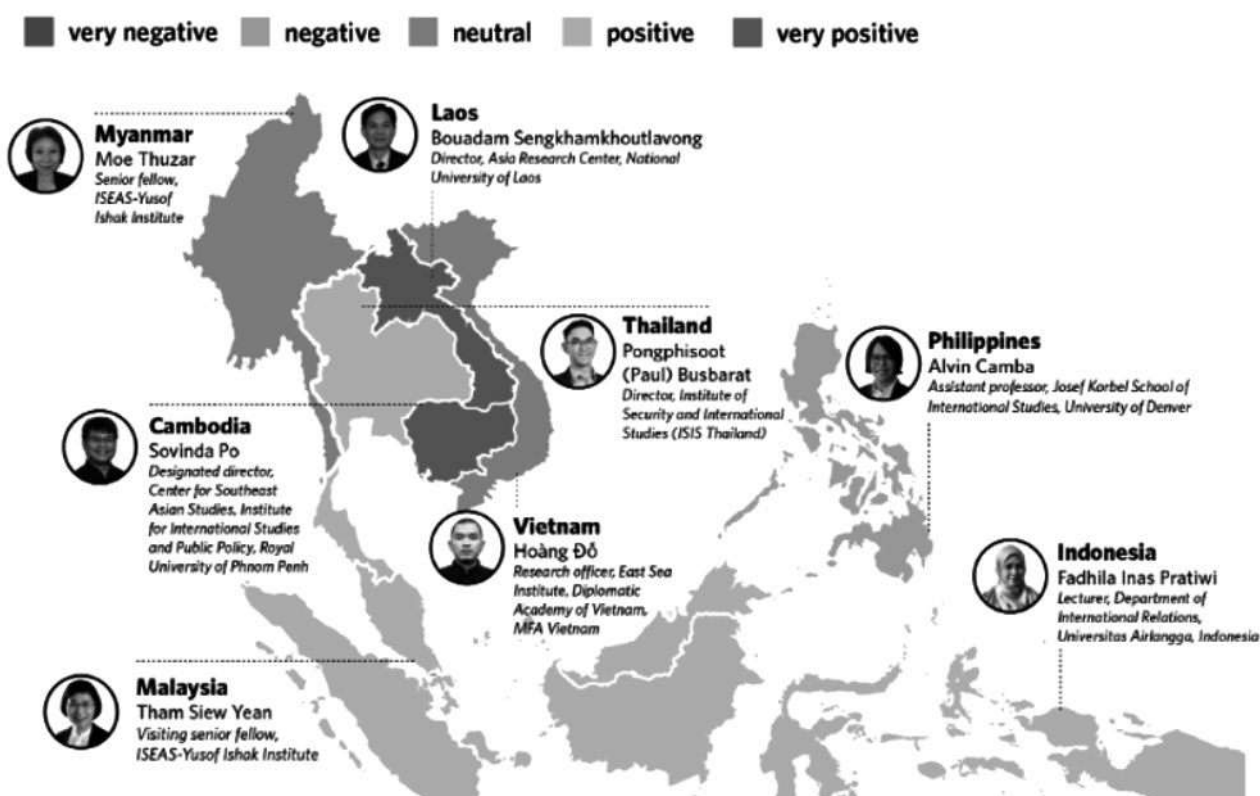 very negative negative neutral positive very positive
Myanmar
Moe Thuzar
Senior fellow,
ISEAS-Yusof
Ishak Institute
Laos
Bouadam Sengkhamkhoutlavong
Director, Asia Research Center, National
University of Laos
Thailand
Pongphisoot
(Paul) Busbarat
Director, Institute of
Security and International
Studies (ISIS Thailand)
Philippines
Alvin Camba
Assistant professor, Josef Korbel School of
International Studies, University of Denver
Cambodia
Sovinda Po
Designated director,
Center for Southeast
Asian Studies, Institute
for International Studies
and Public Policy, Royal
University of Phnom Penh
Vietnam
Hoàng Đỗ
Research officer, East Sea
Institute, Diplomatic
Academy of Vietnam,
MFA Vietnam
Indonesia
Fadhila Inas Pratiwi
Lecturer, Department of
International Relations,
Universitas Airlangga, Indonesia
Malaysia
Tham Siew Yean
Visiting senior fellow,
ISEAS-Yusof Ishak Institute